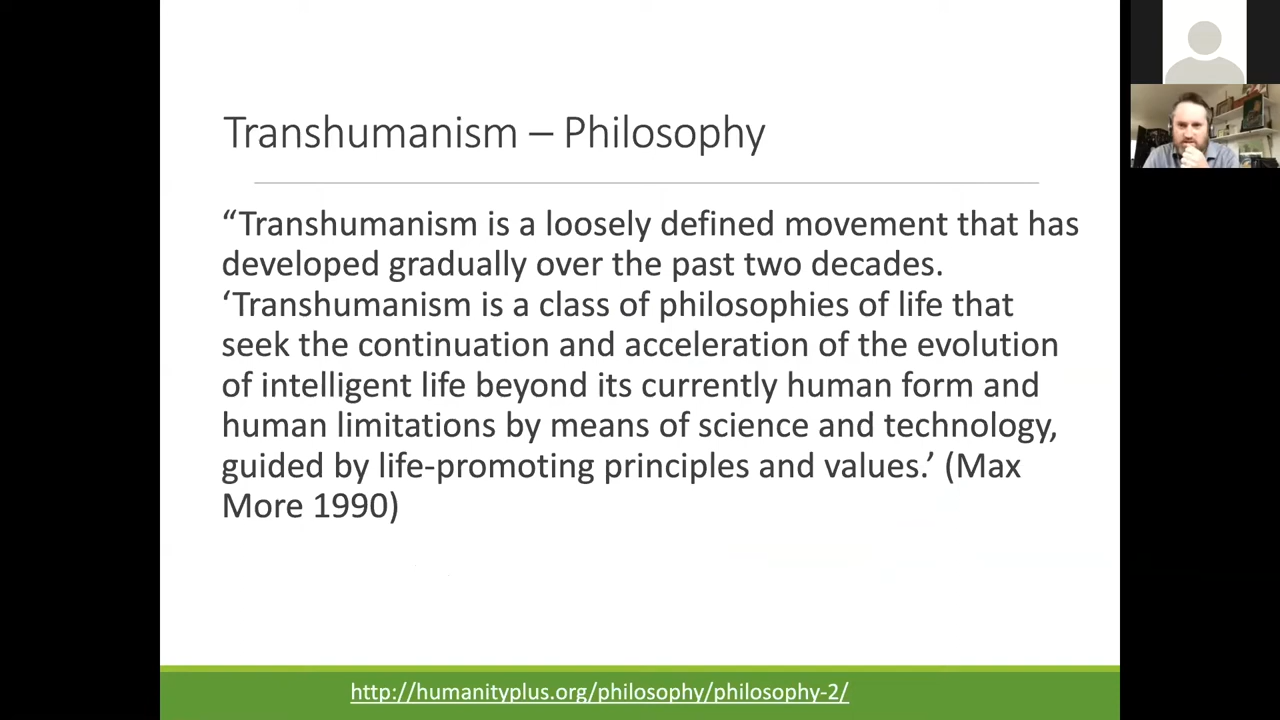 Transhumanism – Philosophy
“Transhumanism is a loosely defined movement that has
developed gradually over the past two decades.
‘Transhumanism is a class of philosophies of life that
seek the continuation and acceleration of the evolution
of intelligent life beyond its currently human form and
human limitations by means of science and technology,
guided by life-promoting principles and values.’ (Max
More 1990)
http://humanityplus.org/philosophy/philosophy-2/